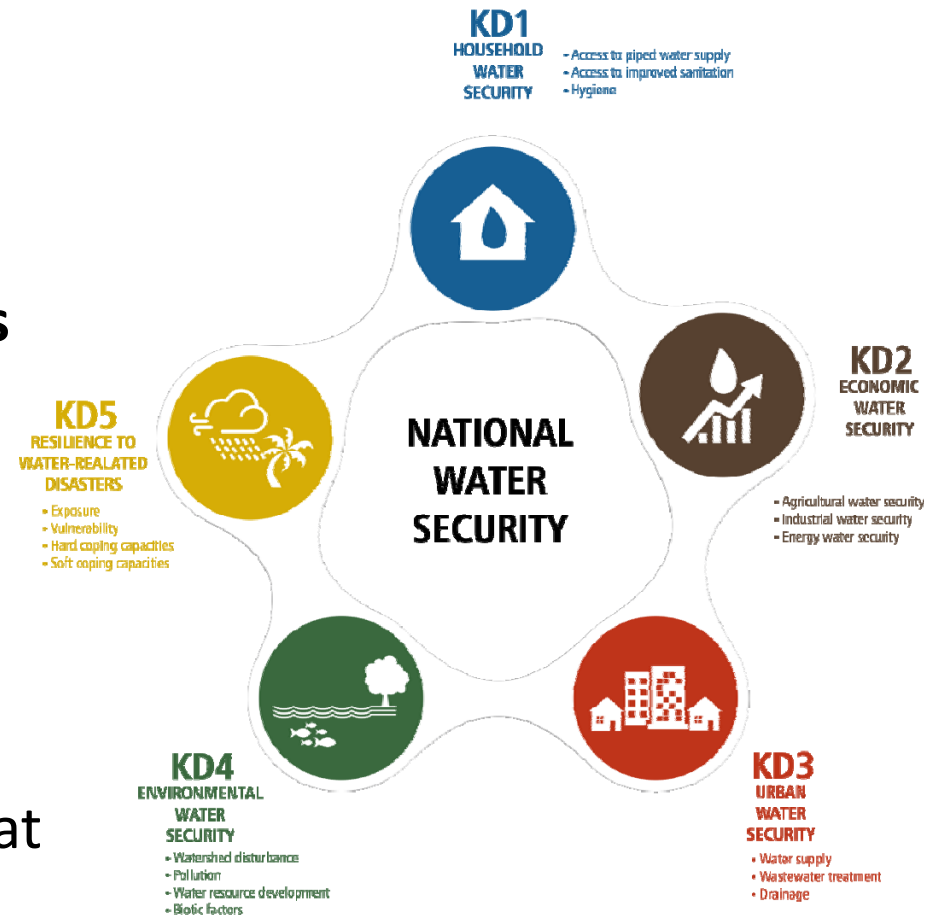 KD1
HOUSEHOLD
WATER
SECURITY
- Access to piped water supply
- Access to improved sanitation
- Hygiene
s
KD2
ECONOMIC
WATER
SECURITY
- Agricultural water security
- Industrial water security
- Energy water security
KD5
RESILIENCE TO
WATER-REALATED
DISASTERS
- Exposure
- Vulnerability
- Hard coping capacities
- Soft coping capacities
NATIONAL
WATER
SECURITY
KD4
ENVIRONMENTAL
WATER
SECURITY
- Watershed disturbance
- Pollution
- Water resource development
- Biotic factors
at
KD3
URBAN
WATER
SECURITY
- Water supply
- Wastewater treatment
- Drainage